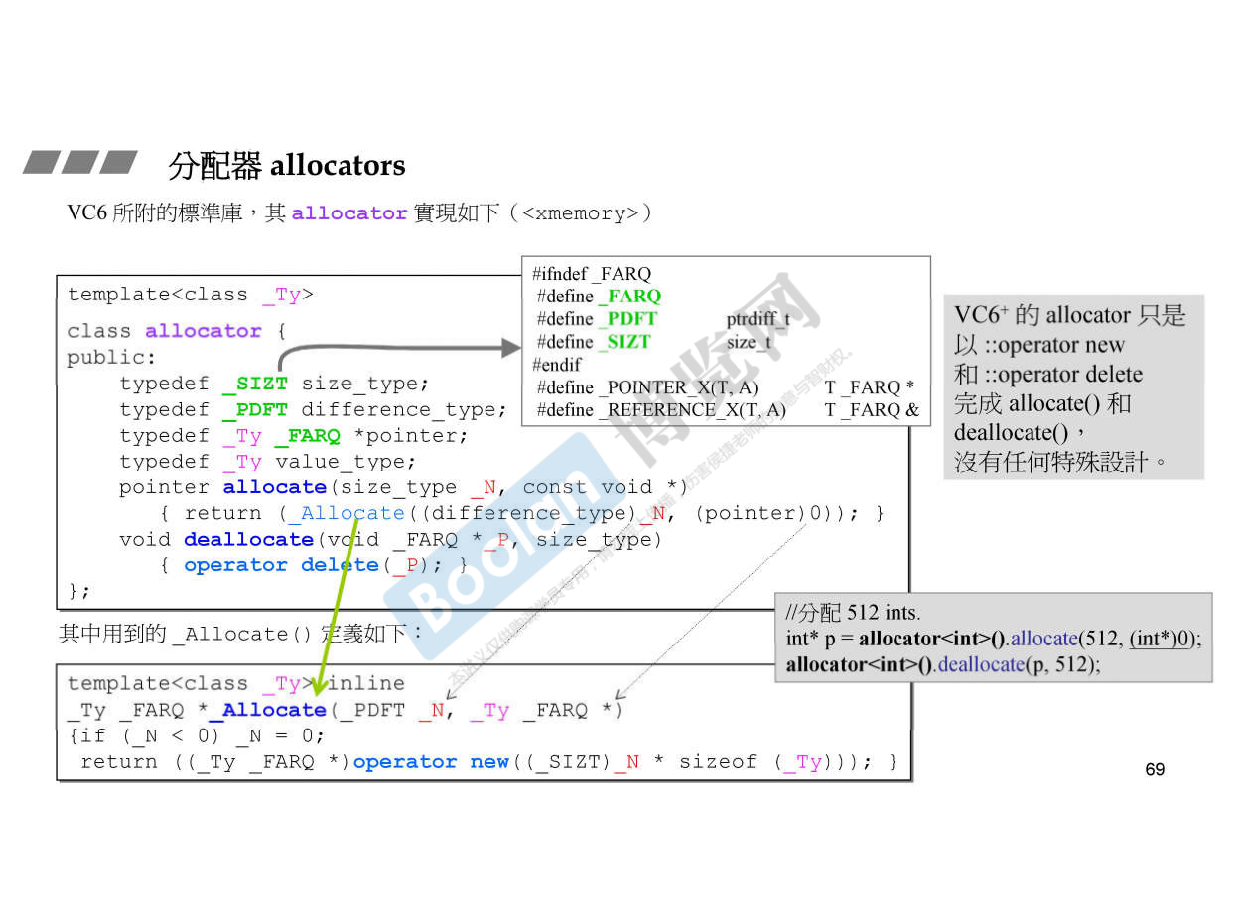 分配器 allocators
VC6 所附的標準庫，其 allocator 實現如下（<xmemory>）
template<class _Ty>
class allocator {
public:
typedef _SIZT size_type;
typedef _PDFT difference_type;
typedef _Ty _FARQ *pointer;
typedef _Ty value_type;
pointer allocate(size_type _N, const void *)
{ return (_Allocate((difference_type)_N, (pointer)0)); }
void deallocate(void _FARQ *_P, size_type)
{ operator delete(_P); }
};
#ifndef _FARQ
#define _FARQ
#define _PDFT ptrdiff_t
#define _SIZT size_t
#endif
#define _POINTER_X(T, A) T _FARQ *
#define _REFERENCE_X(T, A) T _FARQ &
VC6+ 的 allocator 只是
以 ::operator new
和 ::operator delete
完成 allocate() 和
deallocate()，
沒有任何特殊設計。
其中用到的 _Allocate() 定義如下：
//分配 512 ints.
int* p = allocator<int>().allocate(512, (int*)0);
allocator<int>().deallocate(p, 512);
template<class _Ty> inline
_Ty _FARQ *_Allocate(_PDFT _N, _Ty _FARQ *)
{if (_N < 0) _N = 0;
return ((_Ty _FARQ *)operator new((_SIZT)_N * sizeof (_Ty))); }
69
Boolan 博览网